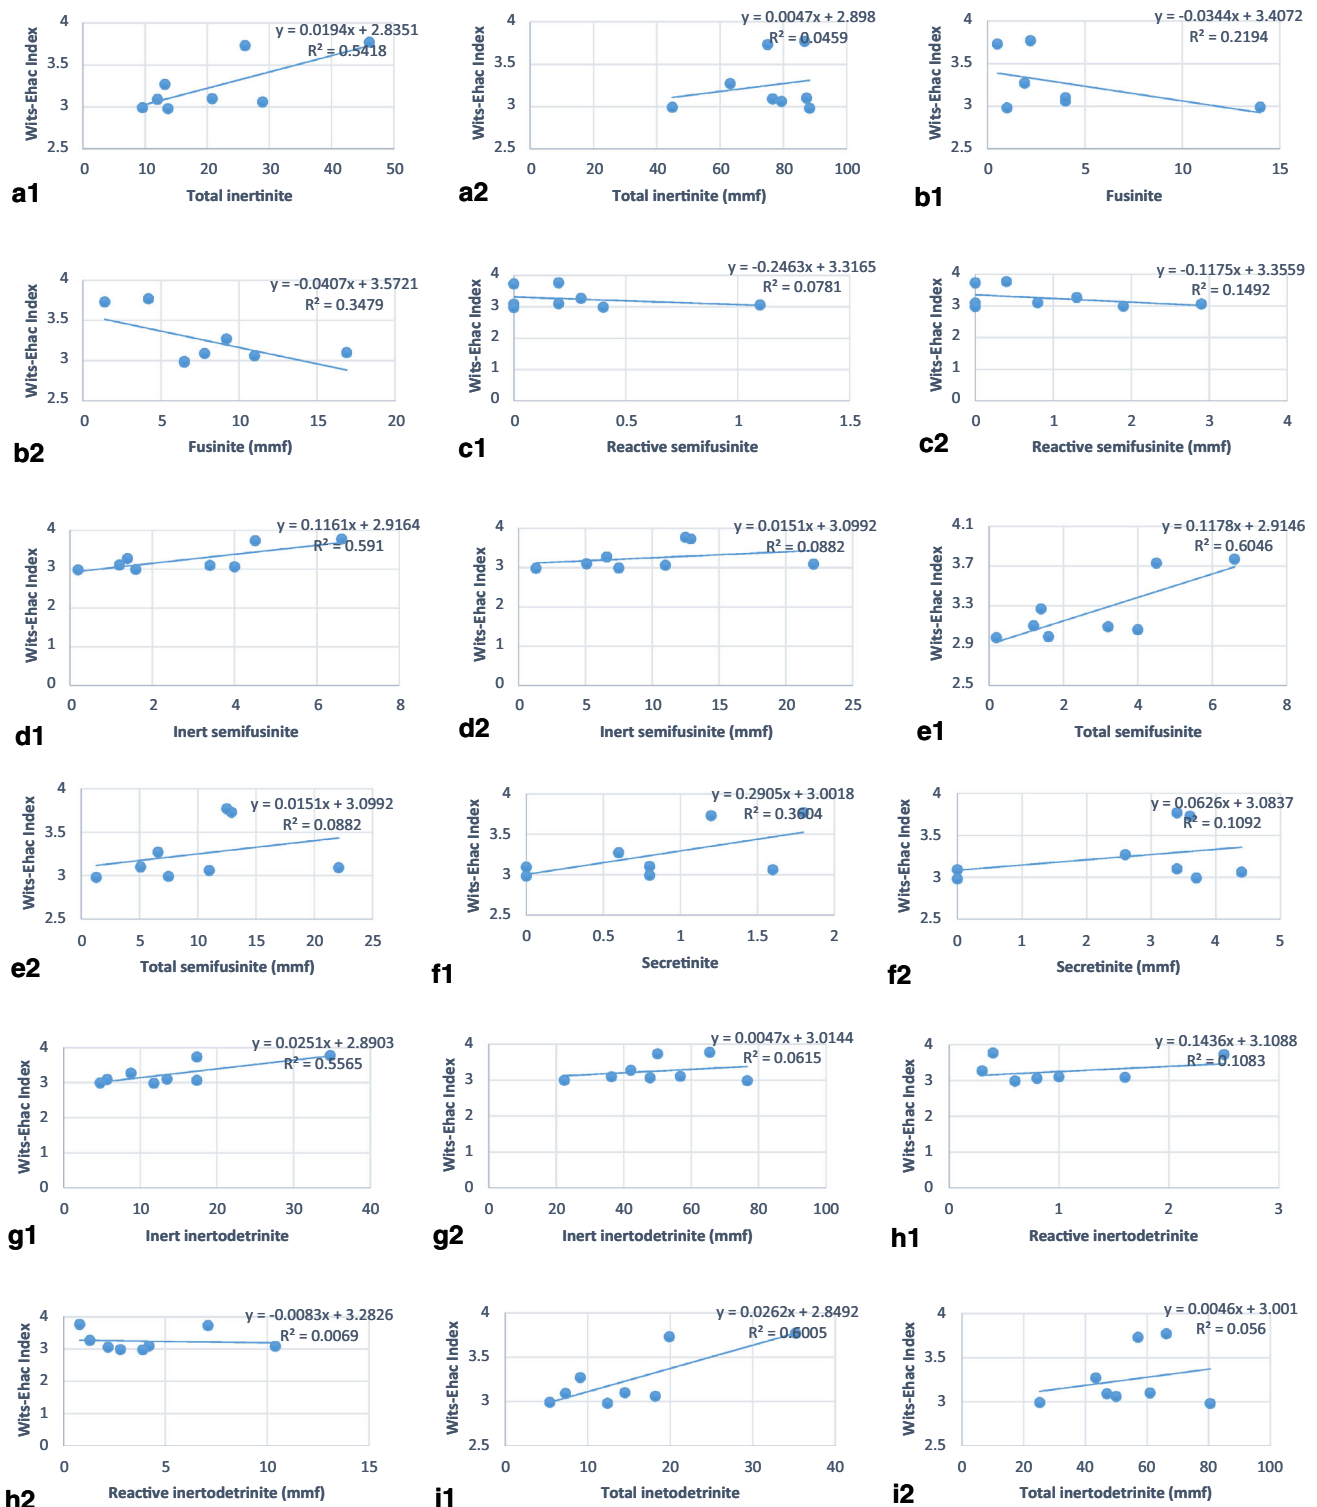 y = 0.0194x + 2.8351
R² = 0.5418
4
3.5
3
2.5
Wits-Ehac Index
0 10 20 30 40 50
Total inertinite
a1
y = 0.0047x + 2.898
R² = 0.0459
4
3.5
3
2.5
Wits-Ehac Index
0 20 40 60 80 100
Total inertinite (mmf)
a2
y = -0.0344x + 3.4072
R² = 0.2194
4
3.5
3
2.5
Wits-Ehac Index
0 5 10 15
Fusinite
b1
y = -0.0407x + 3.5721
R² = 0.3479
4
3.5
3
2.5
Wits-Ehac Index
0 5 10 15 20
Fusinite (mmf)
b2
y = -0.2463x + 3.3165
R² = 0.0781
4
3
2
1
0
Wits-Ehac Index
0 0.5 1 1.5
Reactive semifusinite
c1
y = -0.1175x + 3.3559
R² = 0.1492
4
3
2
1
0
Wits-Ehac Index
0 1 2 3 4
Reactive semifusinite (mmf)
c2
y = 0.1161x + 2.9164
R² = 0.591
4
3
2
1
0
Wits-Ehac Index
0 2 4 6 8
Inert semifusinite
d1
y = 0.0151x + 3.0992
R² = 0.0882
4
3
2
1
0
Wits-Ehac Index
0 5 10 15 20 25
Inert semifusinite (mmf)
d2
y = 0.1178x + 2.9146
R² = 0.6046
4.1
3.7
3.3
2.9
2.5
Wits-Ehac Index
0 2 4 6 8
Total semifusinite
e1
y = 0.0151x + 3.0992
R² = 0.0882
4
3.5
3
2.5
Wits-Ehac Index
0 5 10 15 20 25
Total semifusinite (mmf)
e2
y = 0.2905x + 3.0018
R² = 0.3604
4
3.5
3
2.5
Wits-Ehac Index
0 0.5 1 1.5 2
Secretinite
f1
y = 0.0626x + 3.0837
R² = 0.1092
4
3.5
3
2.5
Wits-Ehac Index
0 1 2 3 4 5
Secretinite (mmf)
f2
y = 0.0251x + 2.8903
R² = 0.5565
4
3
2
1
0
Wits-Ehac Index
0 10 20 30 40
Inert inertodetrinite
g1
y = 0.0047x + 3.0144
R² = 0.0615
4
3
2
1
0
Wits-Ehac Index
0 20 40 60 80 100
Inert inertodetrinite (mmf)
g2
y = 0.1436x + 3.1088
R² = 0.1083
4
3
2
1
0
Wits-Ehac Index
0 1 2 3
Reactive inertodetrinite
h1
y = -0.0083x + 3.2826
R² = 0.0069
4
3
2
1
0
Wits-Ehac Index
0 5 10 15
Reactive inertodetrinite (mmf)
h2
y = 0.0262x + 2.8492
R² = 0.6005
4
3.5
3
2.5
Wits-Ehac Index
0 10 20 30 40
Total inetodetrinite
i1
y = 0.0046x + 3.001
R² = 0.056
4
3.5
3
2.5
Wits-Ehac Index
0 20 40 60 80 100
Total inertodetrinite (mmf)
i2